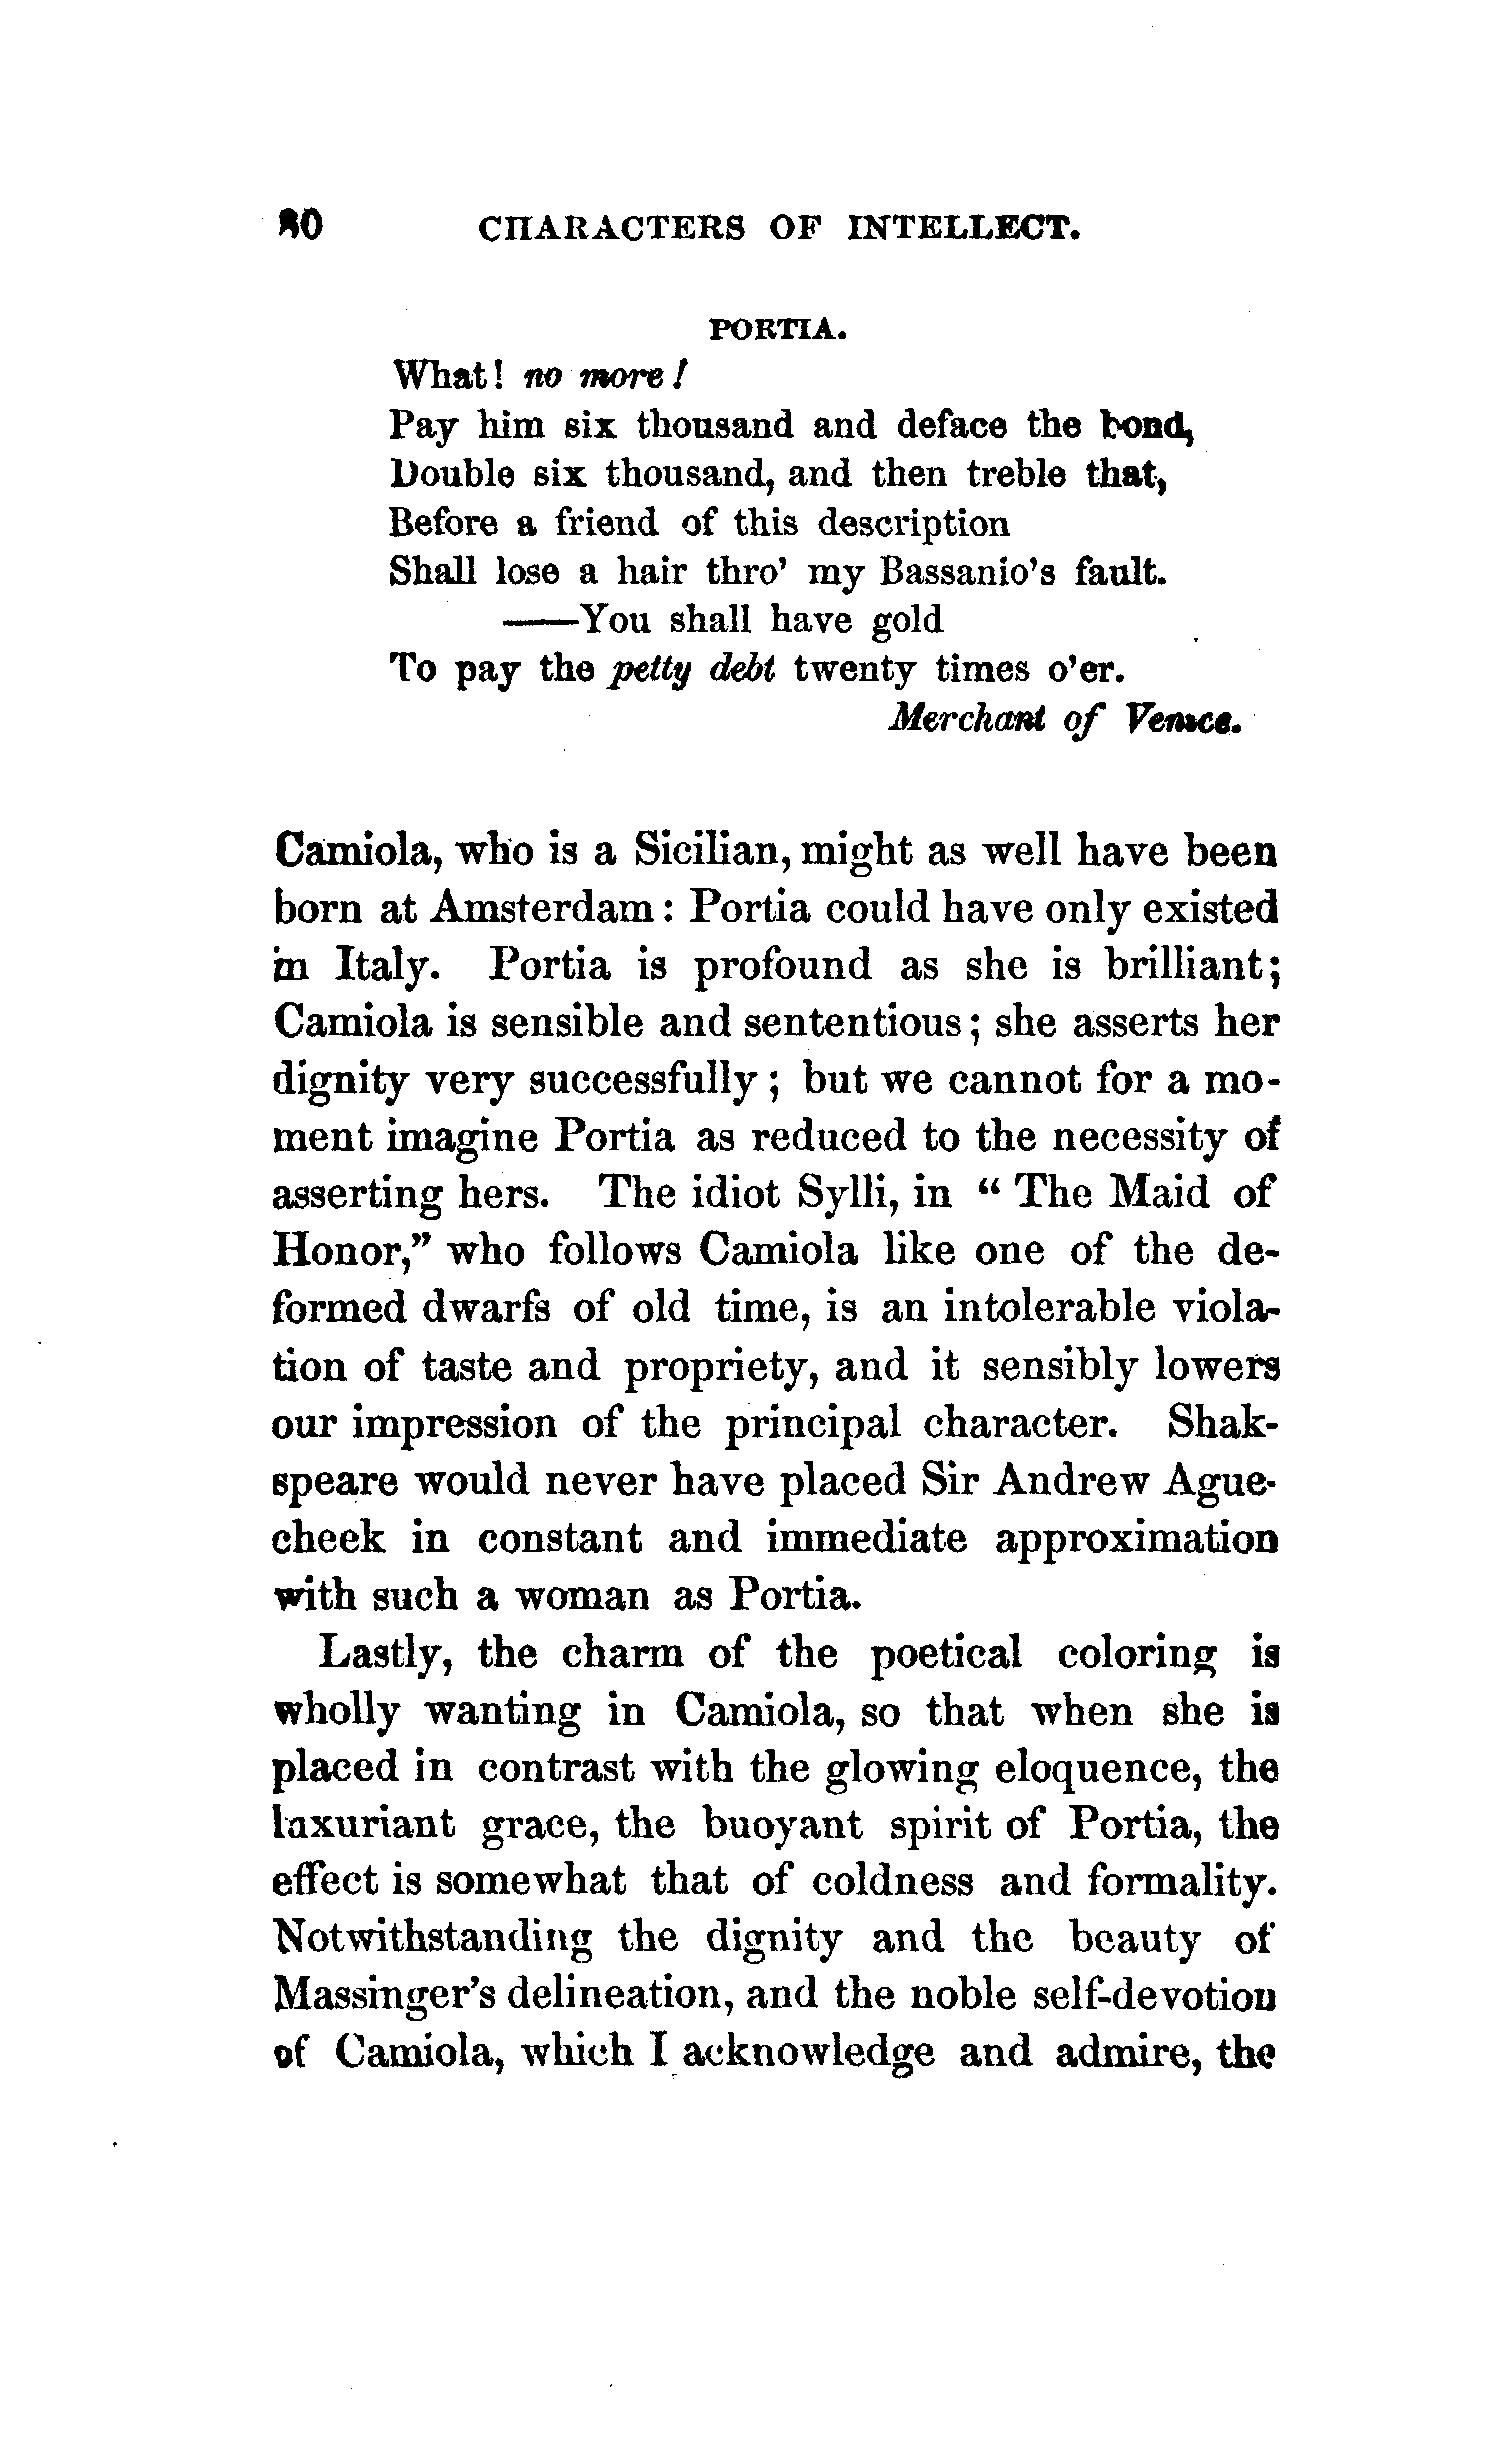 80 CHARACTERS OF INTELLECT.
PORTIA.
What! no more!
Pay him six thousand and deface the bond,
Double six thousand, and then treble that,
Before a friend of this description
Shall lose a hair thro' my Bassanio's fault.
——You shall have gold
To pay the petty debt twenty times o'er.
Merchant of Venice.
Camiola, who is a Sicilian, might as well have been
born at Amsterdam: Portia could have only existed
in Italy. Portia is profound as she is brilliant;
Camiola is sensible and sententious; she asserts her
dignity very successfully; but we cannot for a mo-
ment imagine Portia as reduced to the necessity of
asserting hers. The idiot Sylli, in “ The Maid of
Honor,” who follows Camiola like one of the de-
formed dwarfs of old time, is an intolerable viola-
tion of taste and propriety, and it sensibly lowers
our impression of the principal character. Shak-
speare would never have placed Sir Andrew Ague-
cheek in constant and immediate approximation
with such a woman as Portia.
Lastly, the charm of the poetical coloring is
wholly wanting in Camiola, so that when she is
placed in contrast with the glowing eloquence, the
luxuriant grace, the buoyant spirit of Portia, the
effect is somewhat that of coldness and formality.
Notwithstanding the dignity and the beauty of
Massinger's delineation, and the noble self-devotion
of Camiola, which I acknowledge and admire, the